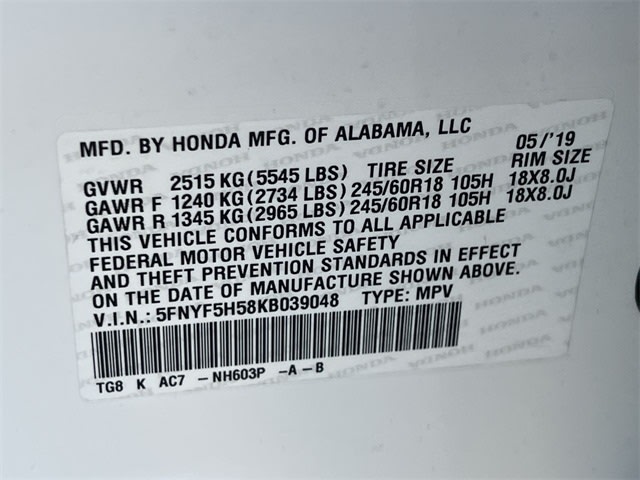 MFD. BY HONDA MFG. OF ALABAMA, LLC 05/'19
GVWR 2515 KG (5545 LBS) TIRE SIZE RIM SIZE
GAWR F 1240 KG (2734 LBS) 245/60R18 105H 18X8.0J
GAWR R 1345 KG (2965 LBS) 245/60R18 105H 18X8.0J
THIS VEHICLE CONFORMS TO ALL APPLICABLE
FEDERAL MOTOR VEHICLE SAFETY
AND THEFT PREVENTION STANDARDS IN EFFECT
ON THE DATE OF MANUFACTURE SHOWN ABOVE.
V.I.N.: 5FNYF5H58KB039048 TYPE: MPV
TG8 K AC7 -NH603P -A-B